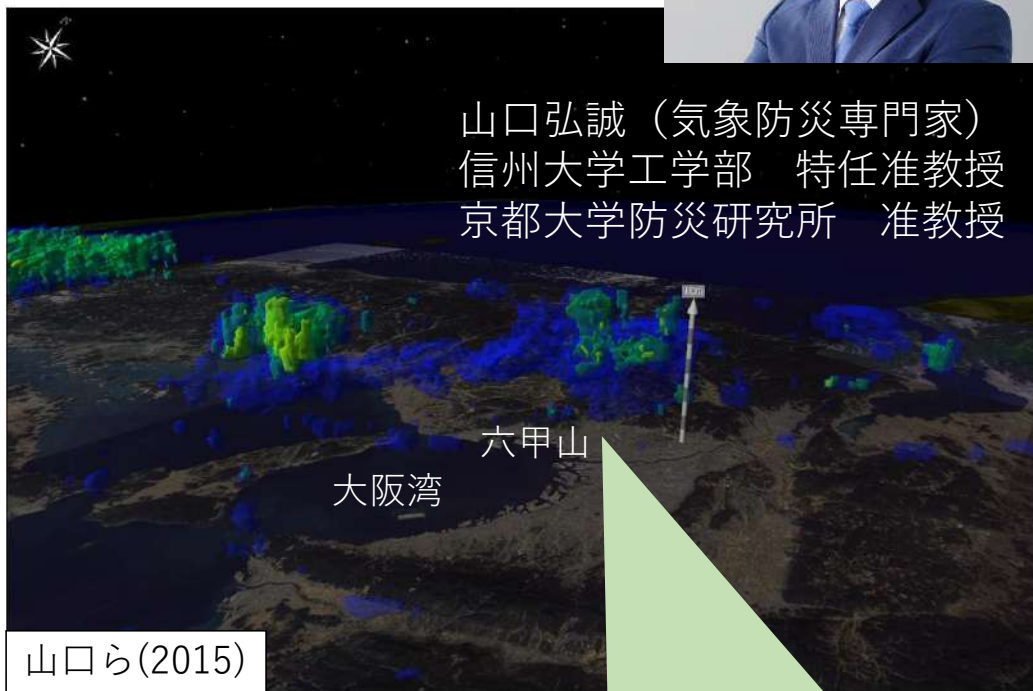 山口弘誠（気象防災専門家）
信州大学工学部　特任准教授
京都大学防災研究所　准教授
六甲山
大阪湾
山口ら(2015)